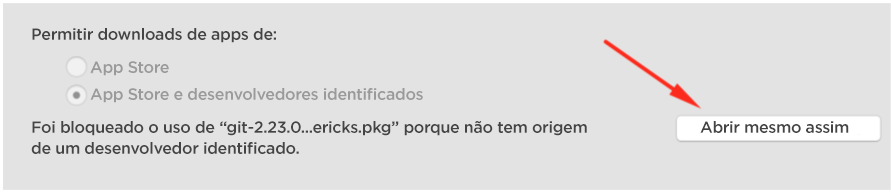 Permitir downloads de apps de:
App Store
App Store e desenvolvedores identificados
Foi bloqueado o uso de “git-2.23.0...ericks.pkg” porque não tem origem
de um desenvolvedor identificado.
Abrir mesmo assim